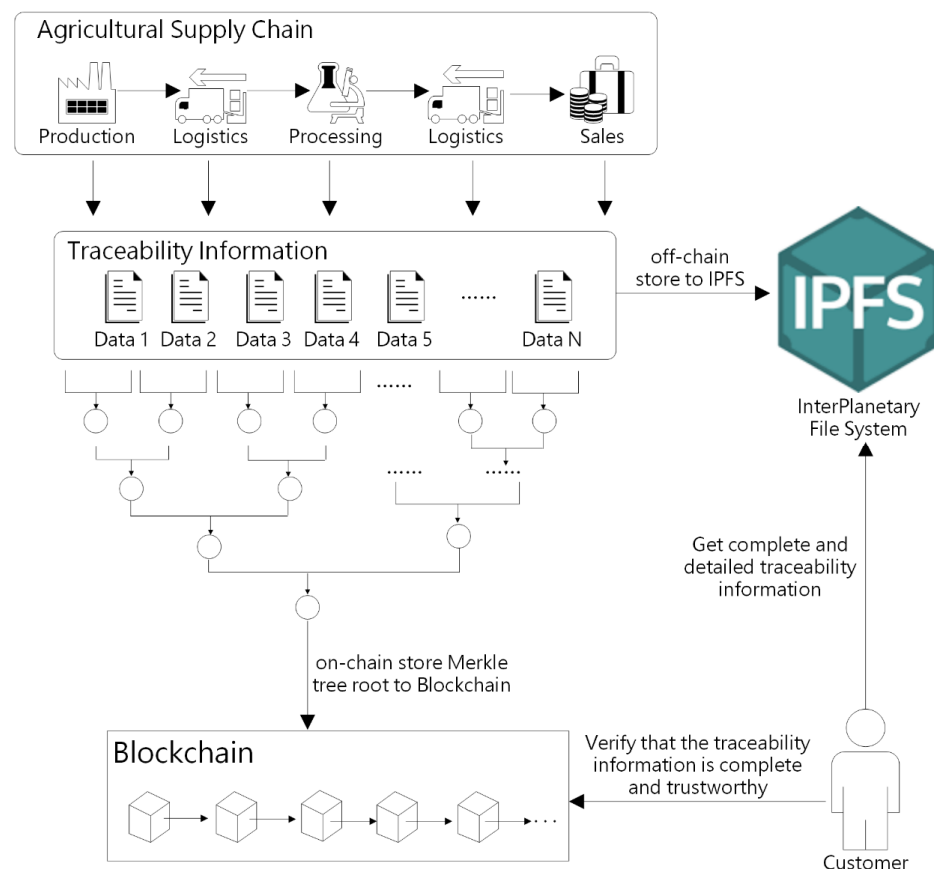 Agricultural Supply Chain
Production
Logistics
Processing
Logistics
Sales
Traceability Information
Data 1
Data 2
Data 3
Data 4
Data 5
......
Data N
off-chain
store to IPFS
IPFS
InterPlanetary
File System
......
......
......
Get complete and
detailed traceability
information
on-chain store Merkle
tree root to Blockchain
Blockchain
...
Verify that the traceability
information is complete
and trustworthy
Customer